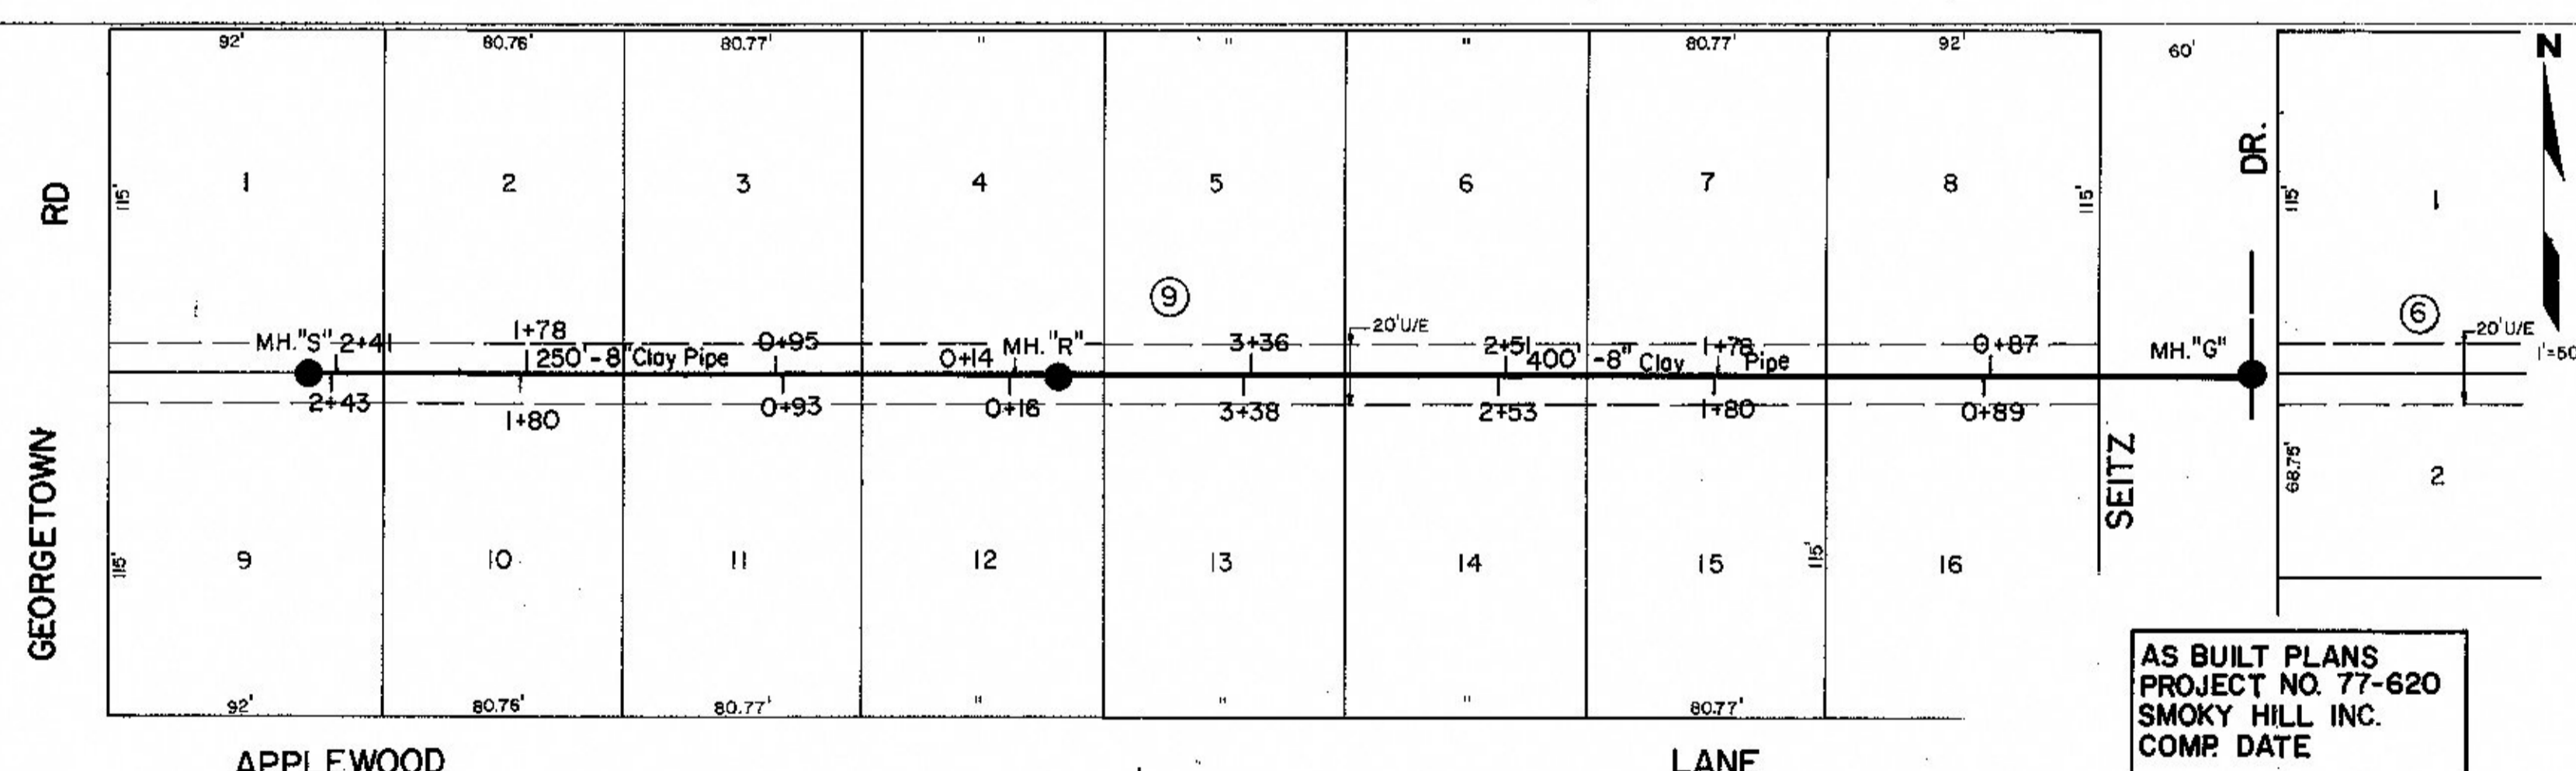 92' 80.76' 80.77' " " " 80.77' 92' 60'
N
RD
115' 1 2 3 4 5 6 7 8 115'
DR.
115' 1
9
6
20'U/E
20'U/E
MH."S" 2+41 1+78 0+95 0+14 MH."R" 3+36 2+51 1+78 0+87 MH."G"
1"=50
250'-8"Clay Pipe 400'-8" Clay Pipe
2+43 1+80 0+93 0+16 3+38 2+53 1+80 0+89
GEORGETOWN
SEITZ
68.75' 2
115' 9 10 11 12 13 14 15 115' 16
92' 80.76' 80.77' " " " 80.77'
APPLEWOOD LANE
AS BUILT PLANS
PROJECT NO. 77-620
SMOKY HILL INC.
COMP. DATE